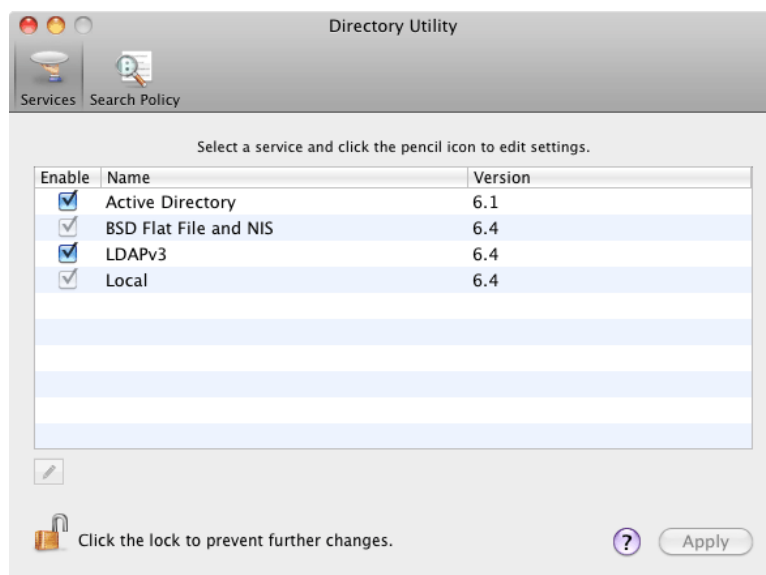 Directory Utility
Services Search Policy
Select a service and click the pencil icon to edit settings.
Enable Name Version
Active Directory 6.1
BSD Flat File and NIS 6.4
LDAPv3 6.4
Local 6.4
Click the lock to prevent further changes. ? Apply